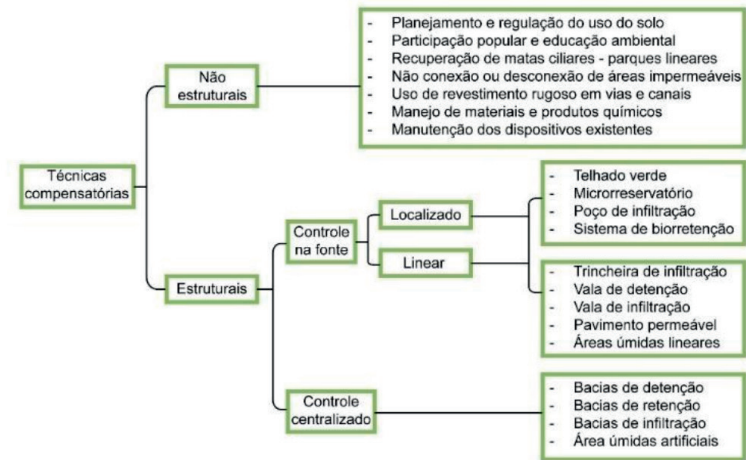 - Planejamento e regulação do uso do solo
- Participação popular e educação ambiental
- Recuperação de matas ciliares - parques lineares
- Não conexão ou desconexão de áreas impermeáveis
- Uso de revestimento rugoso em vias e canais
- Manejo de materiais e produtos químicos
- Manutenção dos dispositivos existentes
Não
estruturais
Técnicas
compensatórias
Estruturais
Controle
na fonte
Localizado
Linear
- Telhado verde
- Microrreservatório
- Poço de infiltração
- Sistema de biorretenção
- Trincheira de infiltração
- Vala de detenção
- Vala de infiltração
- Pavimento permeável
- Áreas úmidas lineares
Controle
centralizado
- Bacias de detenção
- Bacias de retenção
- Bacias de infiltração
- Área úmidas artificiais